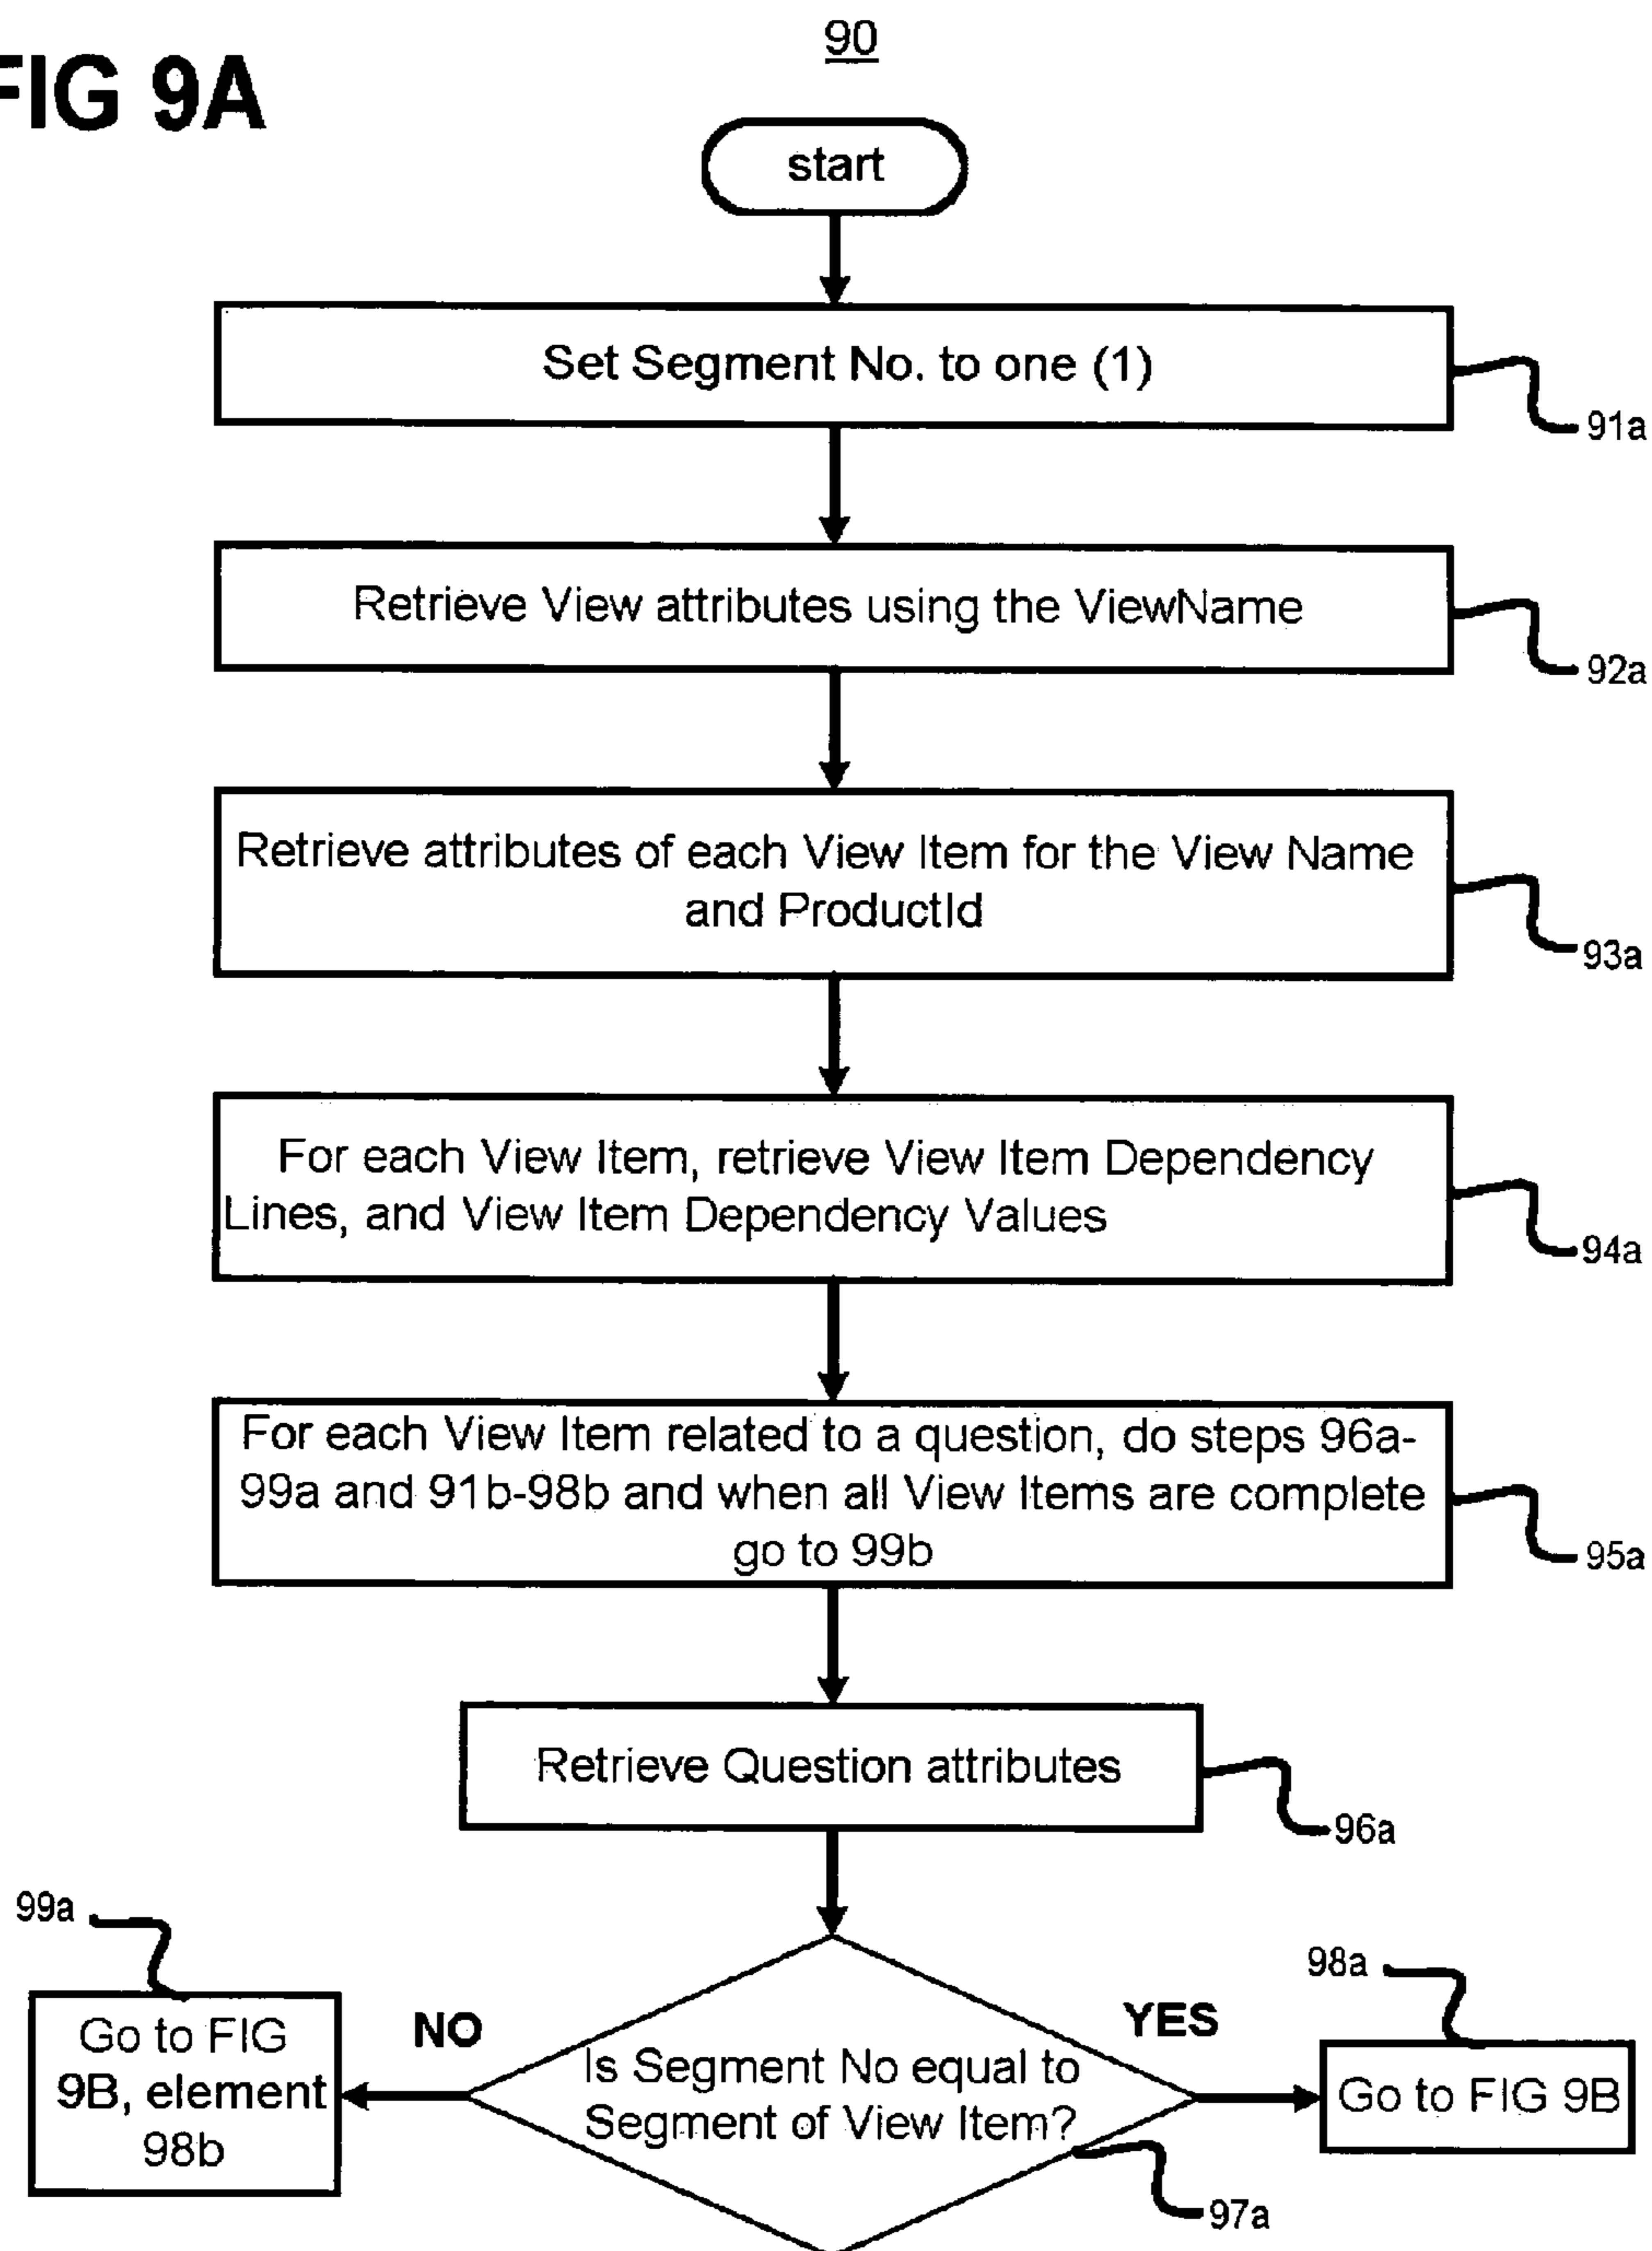 90
FIG 9A
start
Set Segment No. to one (1)
91a
Retrieve View attributes using the ViewName
92a
Retrieve attributes of each View Item for the View Name
and ProductId
93a
For each View Item, retrieve View Item Dependency
Lines, and View Item Dependency Values
94a
For each View Item related to a question, do steps 96a-
99a and 91b-98b and when all View Items are complete
go to 99b
95a
Retrieve Question attributes
96a
99a
98a
NO
YES
Go to FIG
9B, element
98b
Is Segment No equal to
Segment of View Item?
Go to FIG 9B
97a